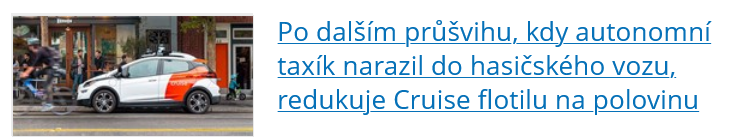 Po dalším průšvihu, kdy autonomní
taxík narazil do hasičského vozu,
redukuje Cruise flotilu na polovinu